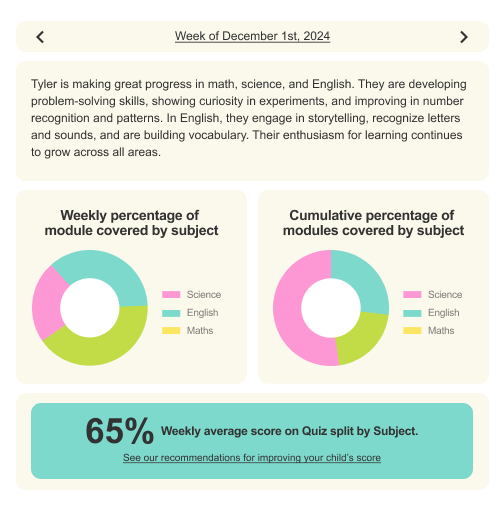 Week of December 1st, 2024
Tyler is making great progress in math, science, and English. They are developing
problem-solving skills, showing curiosity in experiments, and improving in number
recognition and patterns. In English, they engage in storytelling, recognize letters
and sounds, and are building vocabulary. Their enthusiasm for learning continues
to grow across all areas.
Weekly percentage of
module covered by subject
Science
English
Maths
Cumulative percentage of
modules covered by subject
Science
English
Maths
65% Weekly average score on Quiz split by Subject.
See our recommendations for improving your child's score